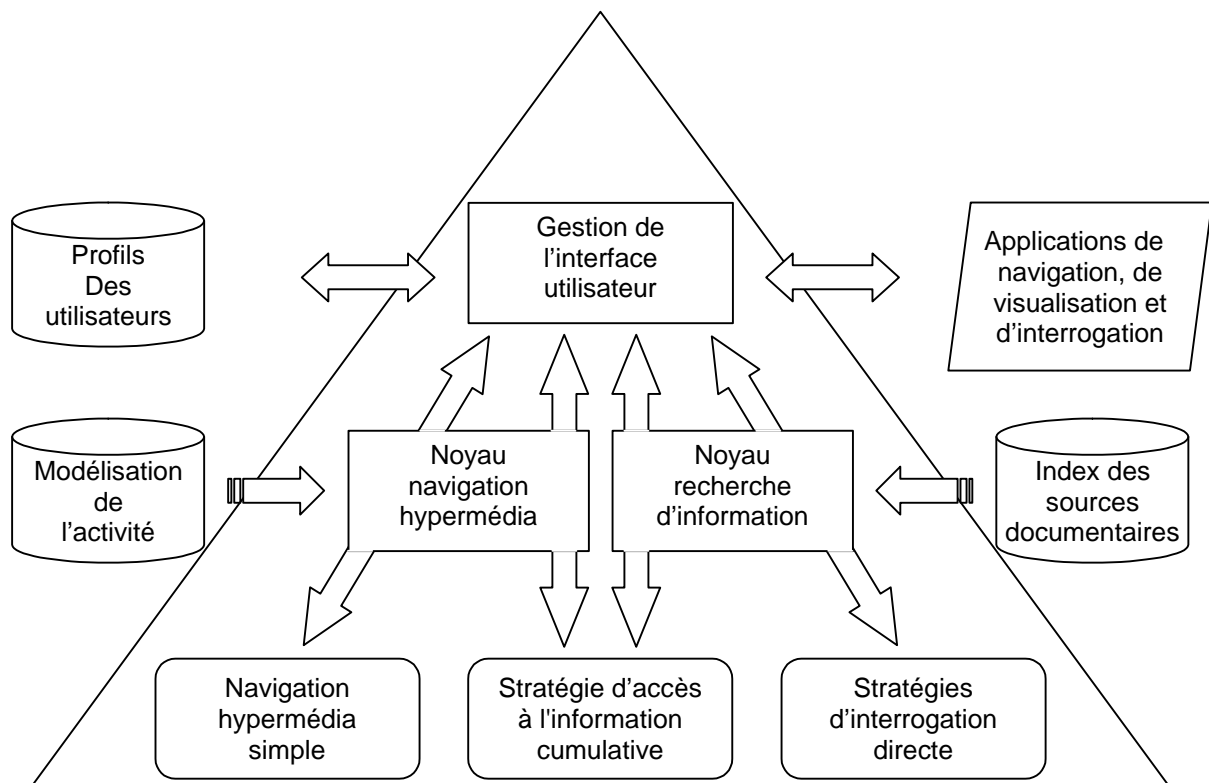 Profils
Des
utilisateurs
Gestion de
l’interface
utilisateur
Applications de
navigation, de
visualisation et
d’interrogation
Modélisation
de
l’activité
Noyau
navigation
hypermédia
Noyau
recherche
d’information
Index des
sources
documentaires
Navigation
hypermédia
simple
Stratégie d’accès
à l'information
cumulative
Stratégies
d’interrogation
directe